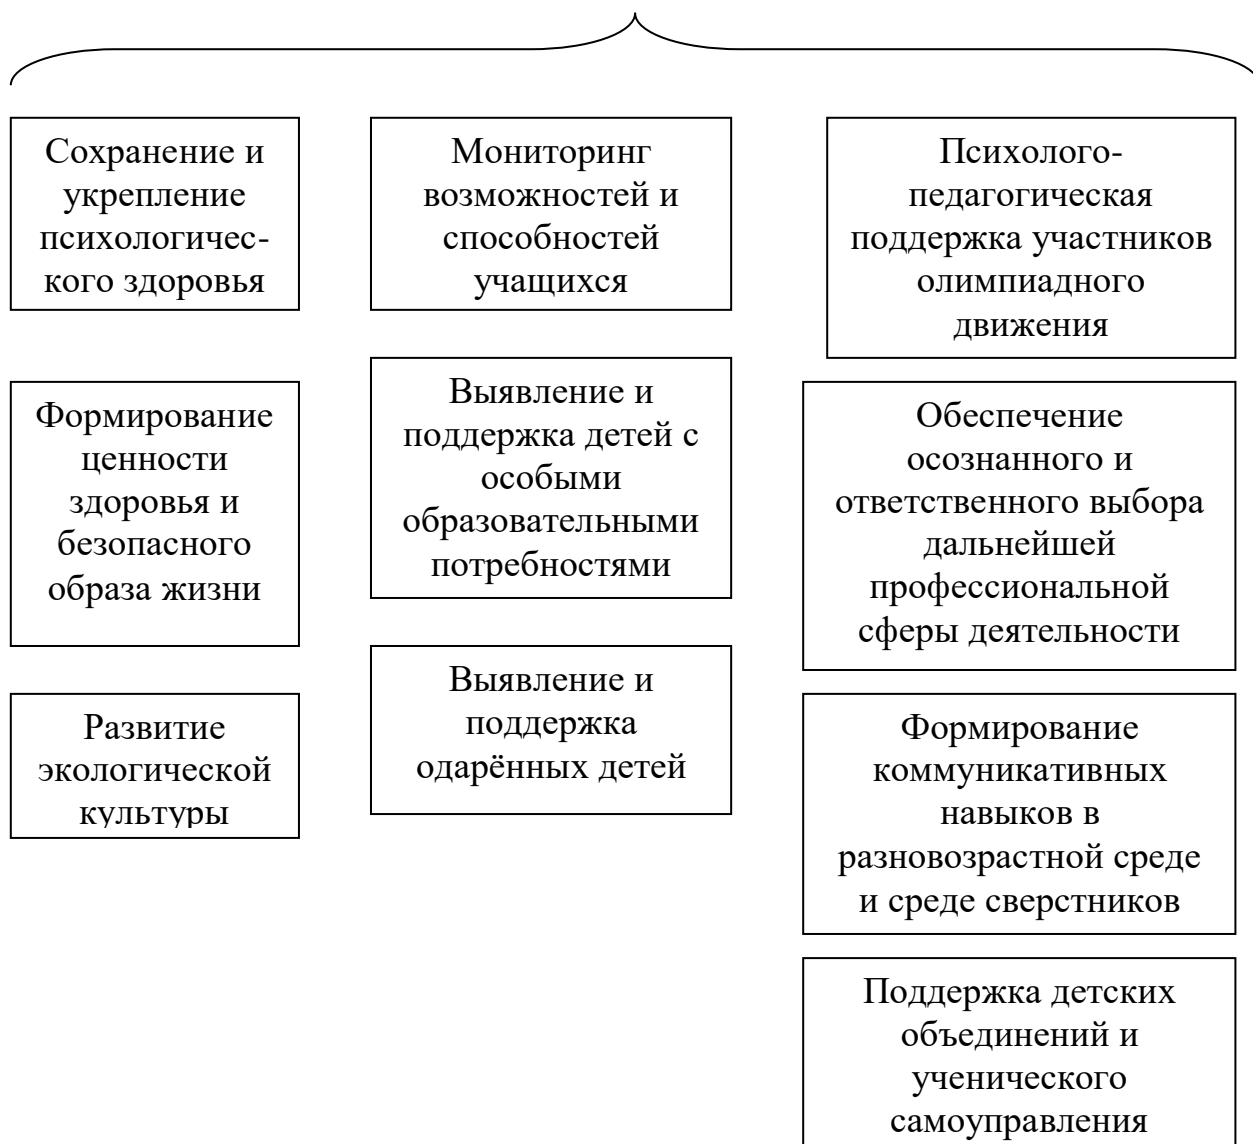 Сохранение и
укрепление
психологичес-
кого здоровья
Формирование
ценности
здоровья и
безопасного
образа жизни
Развитие
экологической
культуры
Мониторинг
возможностей и
способностей
учащихся
Выявление и
поддержка детей с
особыми
образовательными
потребностями
Выявление и
поддержка
одарённых детей
Психолого-
педагогическая
поддержка участников
олимпиадного
движения
Обеспечение
осознанного и
ответственного выбора
дальнейшей
профессиональной
сферы деятельности
Формирование
коммуникативных
навыков в
разновозрастной среде
и среде сверстников
Поддержка детских
объединений и
ученического
самоуправления